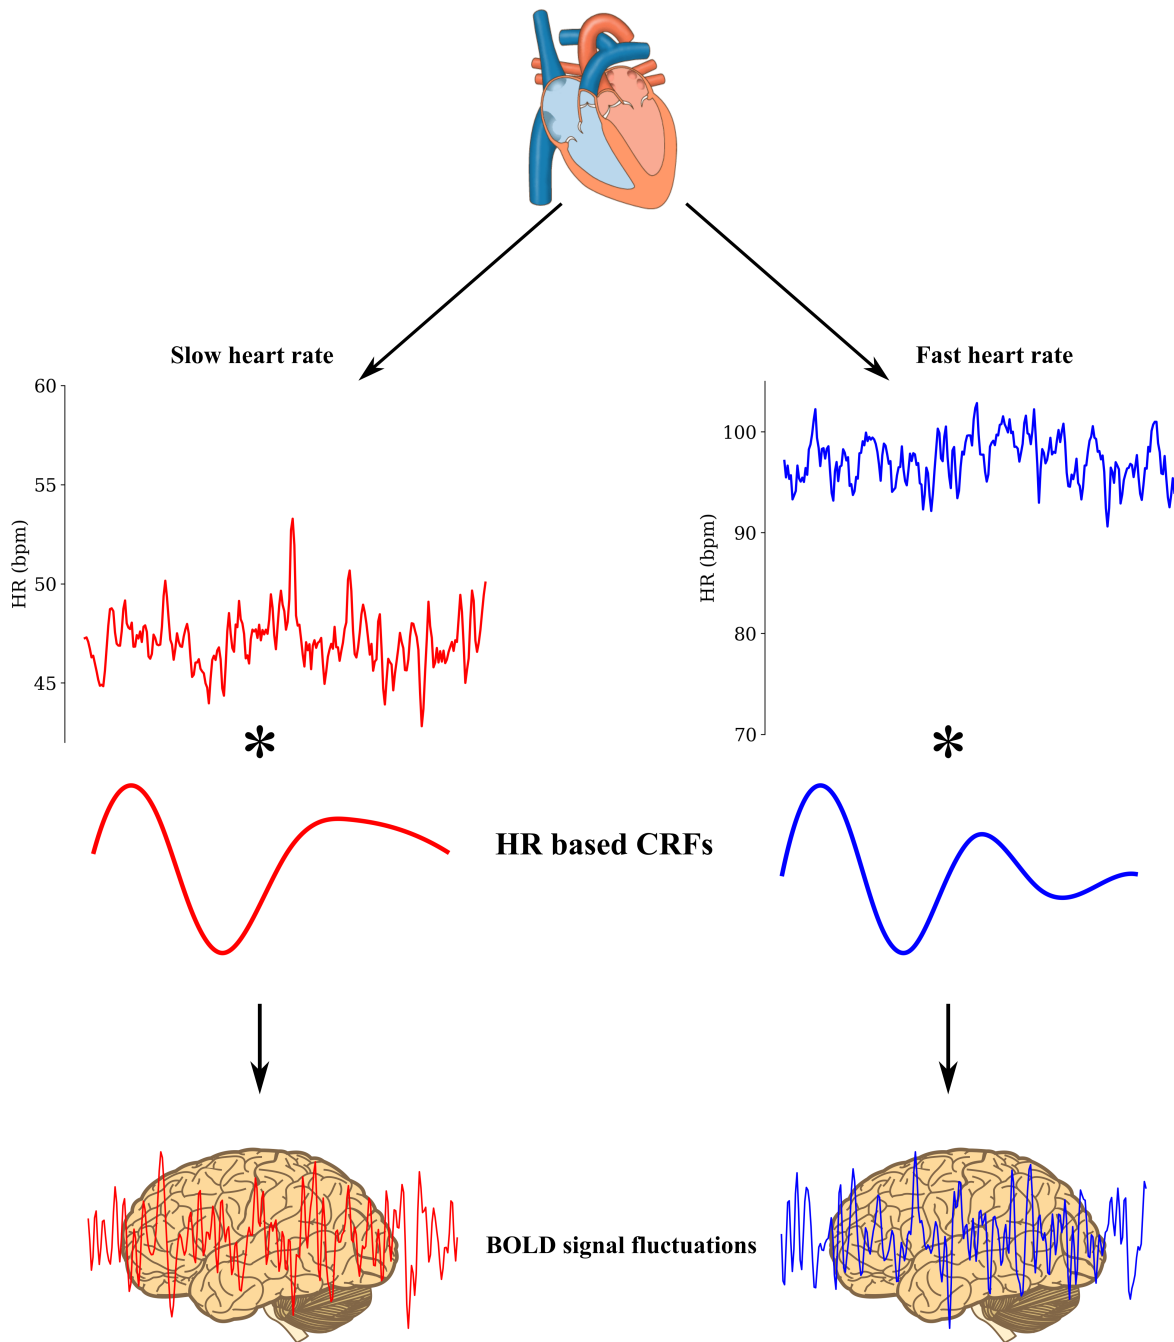 Slow heart rate
Fast heart rate
60
55
50
45
HR (bpm)
100
90
80
70
HR (bpm)
*
*
HR based CRFs
BOLD signal fluctuations